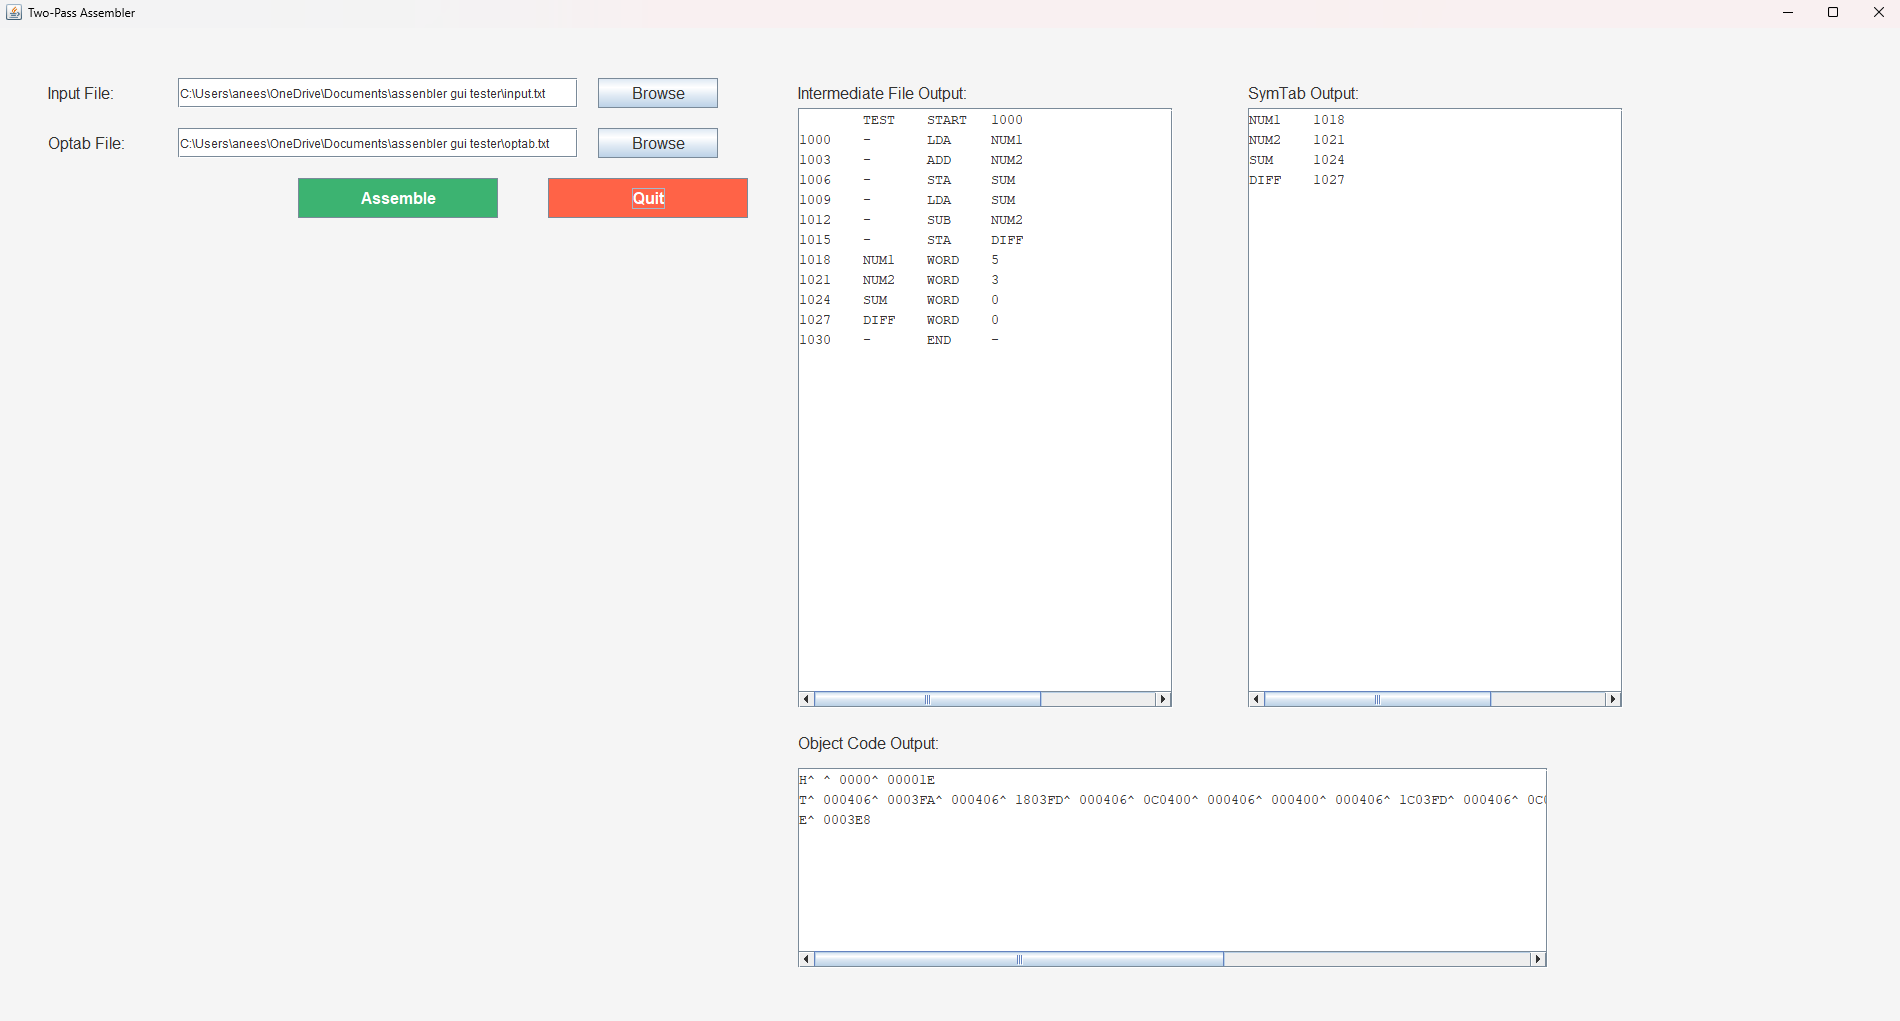 Two-Pass Assembler
Input File: C:\Users\anees\OneDrive\Documents\assenbler gui tester\input.txt Browse
Optab File: C:\Users\anees\OneDrive\Documents\assenbler gui tester\optab.txt Browse
Assemble Quit
Intermediate File Output:
TEST START 1000
1000 - LDA NUM1
1003 - ADD NUM2
1006 - STA SUM
1009 - LDA SUM
1012 - SUB NUM2
1015 - STA DIFF
1018 NUM1 WORD 5
1021 NUM2 WORD 3
1024 SUM WORD 0
1027 DIFF WORD 0
1030 - END -
SymTab Output:
NUM1 1018
NUM2 1021
SUM 1024
DIFF 1027
Object Code Output:
H^ ^ 0000^ 00001E
T^ 000406^ 0003FA^ 000406^ 1803FD^ 000406^ 0C0400^ 000406^ 000400^ 000406^ 1C03FD^ 000406^ 0C
E^ 0003E8